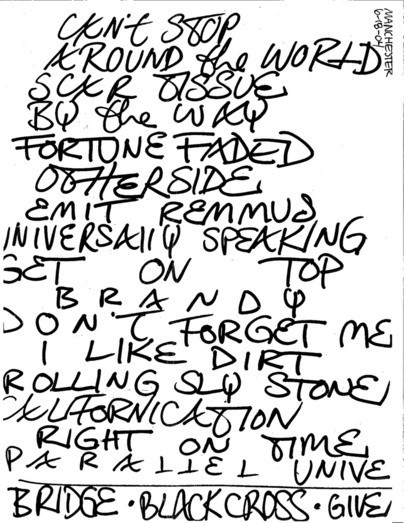 MANCHESTER
6-18-04
CAN't STOP
AROUND the WORLD
SCAR TISSUE
BY the WAY
FORTUNE FADED
OTHERSIDE
EMIT REMMUS
UNIVERSALLY SPEAKING
GET ON TOP
BRANDY
DON'T FORGET ME
I LIKE DIRT
ROLLING SLY STONE
CALIFORNICATION
RIGHT ON TIME
PARALLEL UNIVE
BRIDGE • BLACK CROSS • GIVE